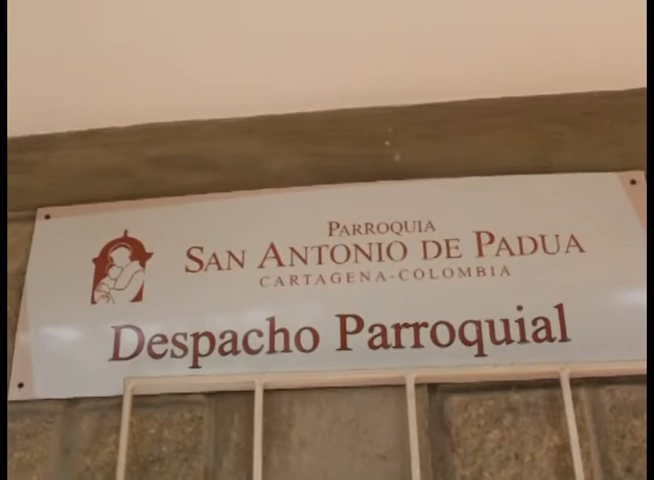 PARROQUIA
SAN ANTONIO DE PADUA
CARTAGENA-COLOMBIA
Despacho Parroquial